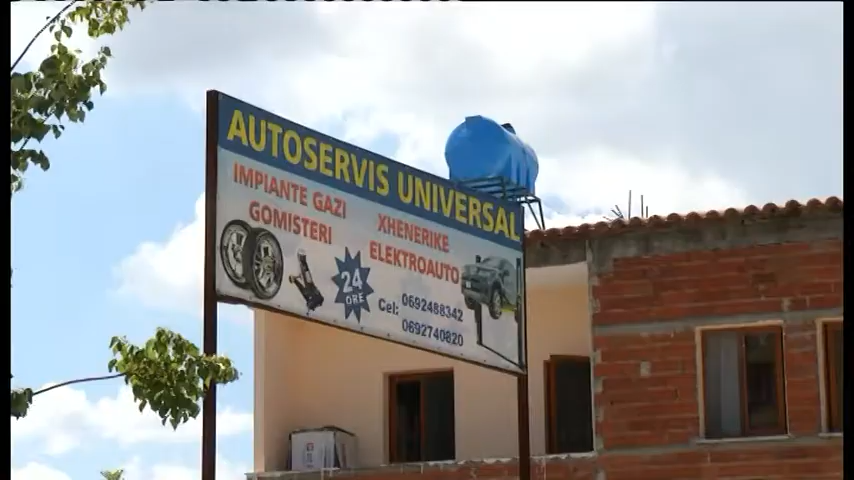 AUTOSERVIS UNIVERSAL
IMPIANTE GAZI
GOMISTERI
XHENERIKE
ELEKTROAUTO
24
ORE
Cel: 0692488342
0692740820